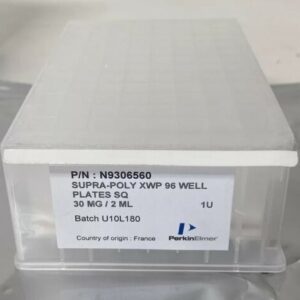 P/N : N9306560
SUPRA-POLY XWP 96 WELL
PLATES SQ
30 MG / 2 ML 1U
Batch U10L180
Country of origin : France
PerkinElmer